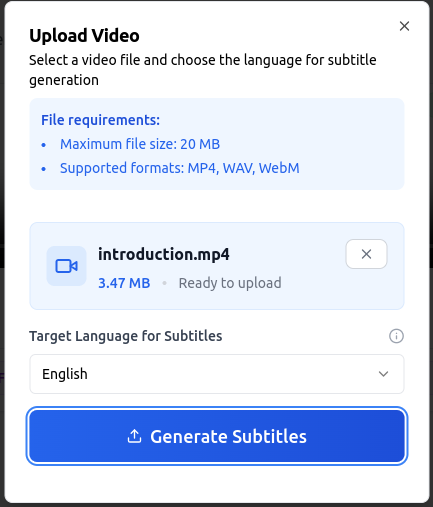 Upload Video
Select a video file and choose the language for subtitle
generation
File requirements:
• Maximum file size: 20 MB
• Supported formats: MP4, WAV, WebM
introduction.mp4
3.47 MB • Ready to upload
Target Language for Subtitles
English
Generate Subtitles